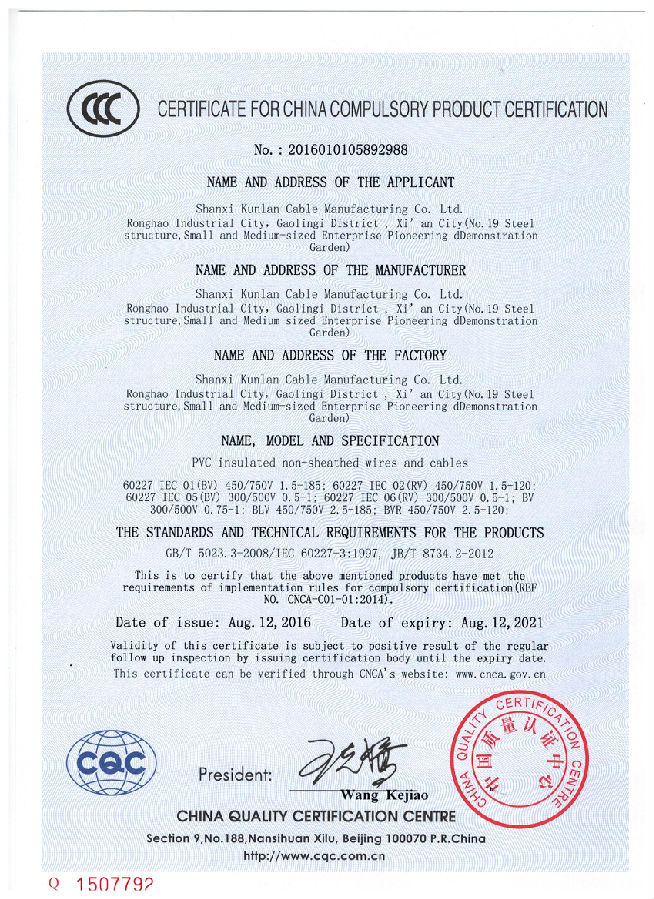 CCC
CERTIFICATE FOR CHINA COMPULSORY PRODUCT CERTIFICATION
No. : 2016010105892988
NAME AND ADDRESS OF THE APPLICANT
Shanxi Kunlan Cable Manufacturing Co. Ltd.
Ronghao Industrial City, Gaolingi District , Xi' an City(No.19 Steel
structure,Small and Medium-sized Enterprise Pioneering dDemonstration
Garden)
NAME AND ADDRESS OF THE MANUFACTURER
Shanxi Kunlan Cable Manufacturing Co. Ltd.
Ronghao Industrial City, Gaolingi District , Xi' an City(No.19 Steel
structure,Small and Medium sized Enterprise Pioneering dDemonstration
Garden)
NAME AND ADDRESS OF THE FACTORY
Shanxi Kunlan Cable Manufacturing Co. Ltd.
Ronghao Industrial City, Gaolingi District , Xi' an City(No.19 Steel
structure,Small and Medium-sized Enterprise Pioneering dDemonstration
Garden)
NAME, MODEL AND SPECIFICATION
PVC insulated non-sheathed wires and cables
60227 IEC 01(BV) 450/750V 1.5-185; 60227 IEC 02(RV) 450/750V 1.5-120;
60227 IEC 05(BV) 300/500V 0.5-1; 60227 IEC 06(RV) 300/500V 0.5-1; BV
300/500V 0.75-1; BLV 450/750V 2.5-185; BVR 450/750V 2.5-120;
THE STANDARDS AND TECHNICAL REQUIREMENTS FOR THE PRODUCTS
GB/T 5023.3-2008/IEC 60227-3:1997, JB/T 8734.2-2012
This is to certify that the above mentioned products have met the
requirements of implementation rules for compulsory certification(REF
NO. CNCA-C01-01:2014).
Date of issue: Aug.12,2016 Date of expiry: Aug.12,2021
Validity of this certificate is subject to positive result of the regular
follow up inspection by issuing certification body until the expiry date.
This certificate can be verified through CNCA's website: www.cnca.gov.cn
CQC
President:
Wang Kejiao
CHINA QUALITY CERTIFICATION CENTRE
中国质量认证中心
CHINA QUALITY CERTIFICATION CENTRE
Section 9,No.188,Nansihuan Xilu, Beijing 100070 P.R.China
http://www.cqc.com.cn
Q 1507792